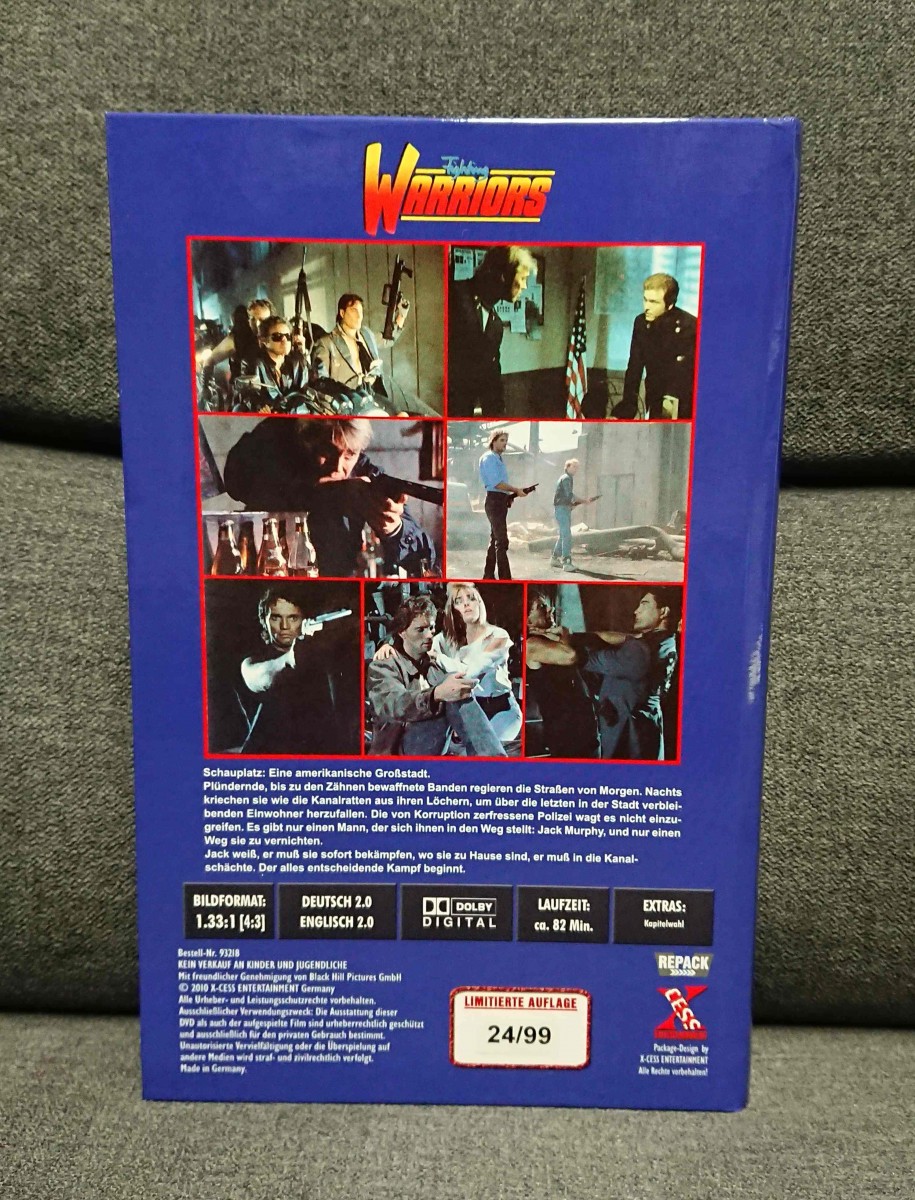 Fighting
WARRIORS
Schauplatz: Eine amerikanische Großstadt.
Plündernde, bis zu den Zähnen bewaffnete Banden regieren die Straßen von Morgen. Nachts
kriechen sie wie die Kanalratten aus ihren Löchern, um über die letzten in der Stadt verblei-
benden Einwohner herzufallen. Die von Korruption zerfressene Polizei wagt es nicht einzu-
greifen. Es gibt nur einen Mann, der sich ihnen in den Weg stellt: Jack Murphy, und nur einen
Weg sie zu vernichten.
Jack weiß, er muß sie sofort bekämpfen, wo sie zu Hause sind, er muß in die Kanal-
schächte. Der alles entscheidende Kampf beginnt.
BILDFORMAT:
1.33:1 [4:3]
DEUTSCH 2.0
ENGLISCH 2.0
DOLBY
DIGITAL
LAUFZEIT:
ca. 82 Min.
EXTRAS:
Kapitelwahl
Bestell-Nr. 93218
KEIN VERKAUF AN KINDER UND JUGENDLICHE
Mit freundlicher Genehmigung von Black Hill Pictures GmbH
© 2010 X-CESS ENTERTAINMENT Germany
Alle Urheber- und Leistungsschutzrechte vorbehalten.
Ausschließlicher Verwendungszweck: Die Ausstattung dieser
DVD als auch der aufgespielte Film sind urheberrechtlich geschützt
und ausschließlich für den privaten Gebrauch bestimmt.
Unautorisierte Vervielfältigung oder die Überspielung auf
andere Medien wird straf- und zivilrechtlich verfolgt.
Made in Germany.
LIMITIERTE AUFLAGE
24/99
REPACK
X CESS
Package-Design by
X-CESS ENTERTAINMENT
Alle Rechte vorbehalten!